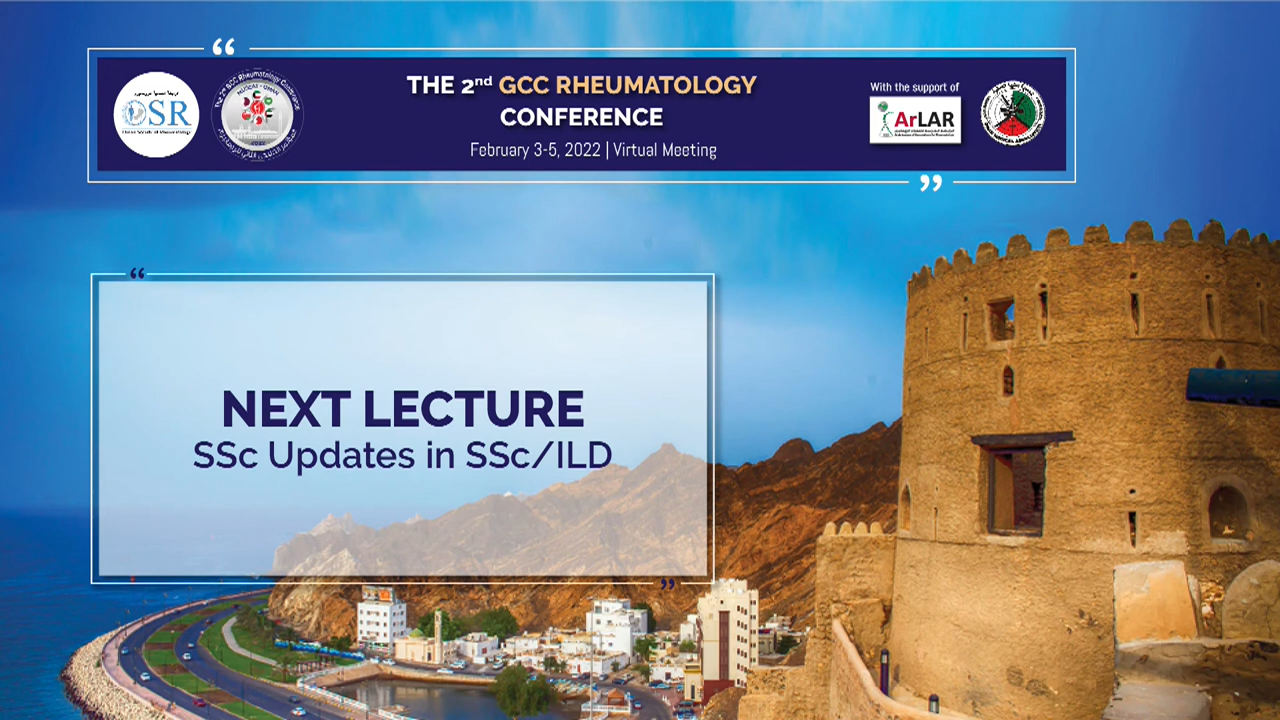 THE 2nd GCC RHEUMATOLOGY
CONFERENCE
February 3-5, 2022 | Virtual Meeting
OSR
With the support of
ArLAR
NEXT LECTURE
SSc Updates in SSc/ILD